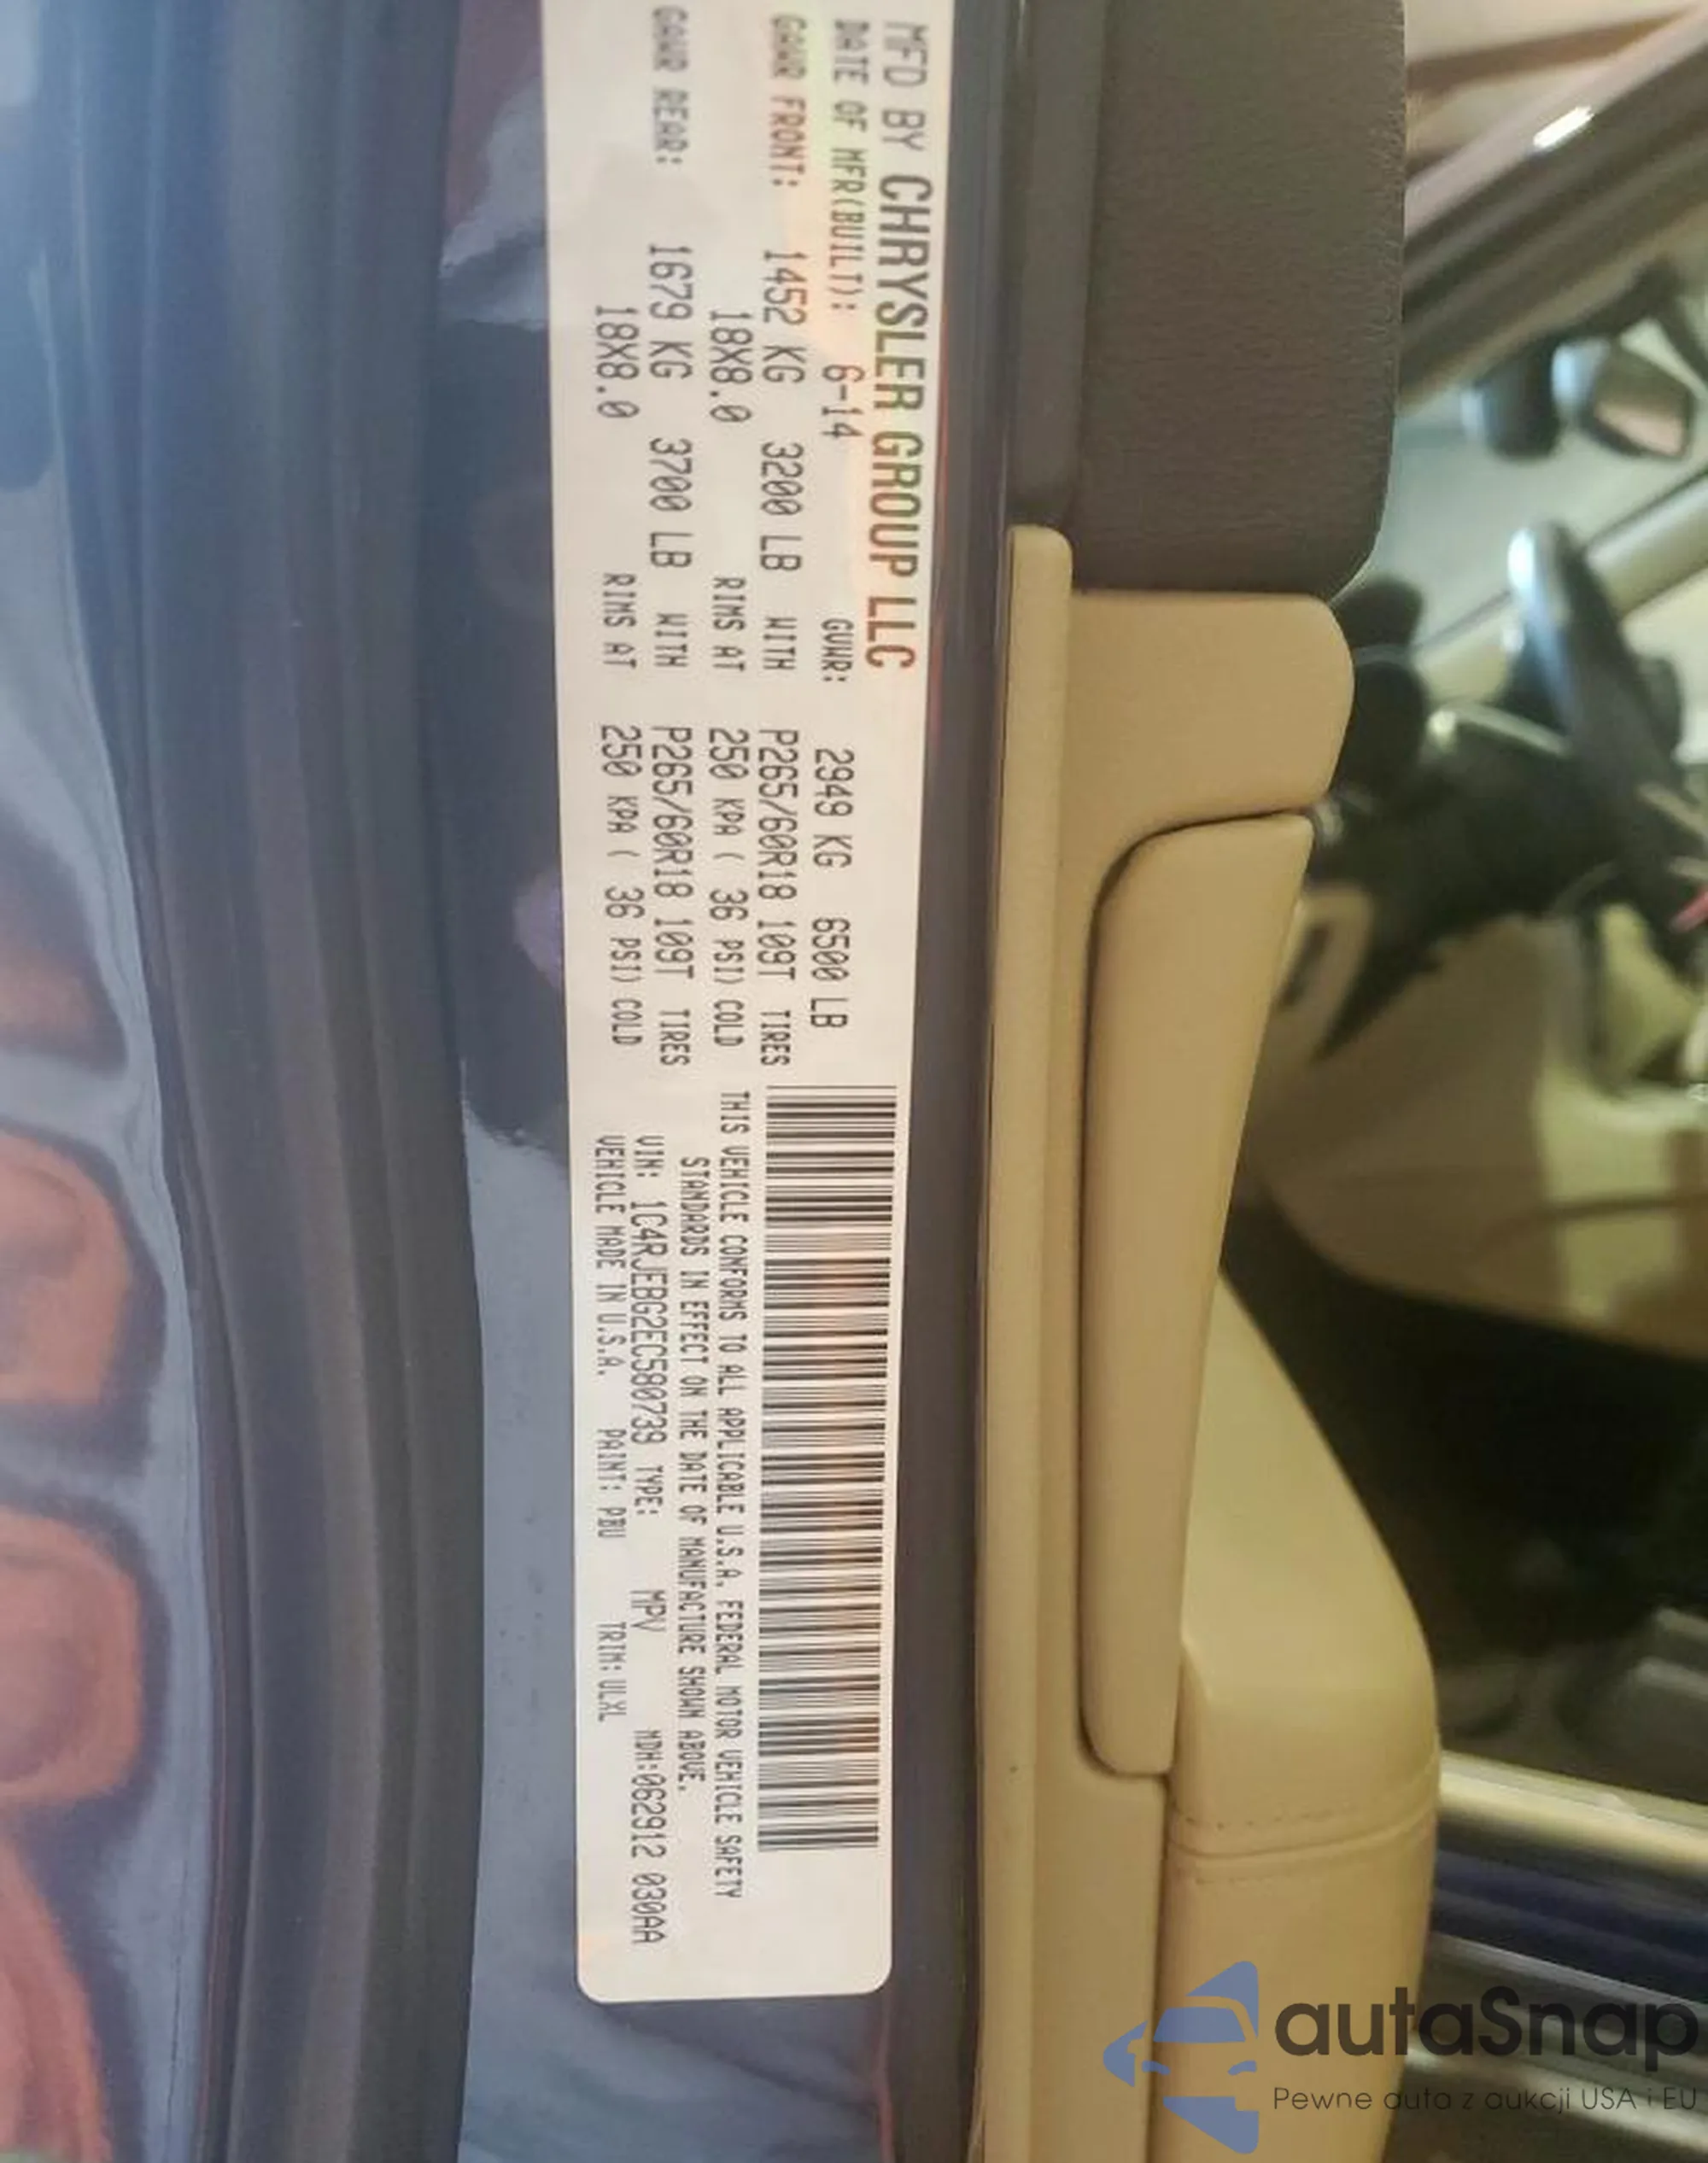 MFD BY CHRYSLER GROUP LLC
DATE OF MFR(BUILT): 6-14 GVWR: 2949 KG 6500 LB
GAWR FRONT: 1452 KG 3200 LB WITH P265/60R18 109T TIRES
18X8.0 RIMS AT 250 KPA ( 36 PSI) COLD
GAWR REAR: 1679 KG 3700 LB WITH P265/60R18 109T TIRES
18X8.0 RIMS AT 250 KPA ( 36 PSI) COLD
THIS VEHICLE CONFORMS TO ALL APPLICABLE U.S.A. FEDERAL MOTOR VEHICLE SAFETY
STANDARDS IN EFFECT ON THE DATE OF MANUFACTURE SHOWN ABOVE.
VIN: 1C4RJEBG2EC580739 TYPE: MPV MDH:062912 030AA
VEHICLE MADE IN U.S.A. PAINT: PBU TRIM: ULXL
autaSnap
Pewne auta z aukcji USA i EU